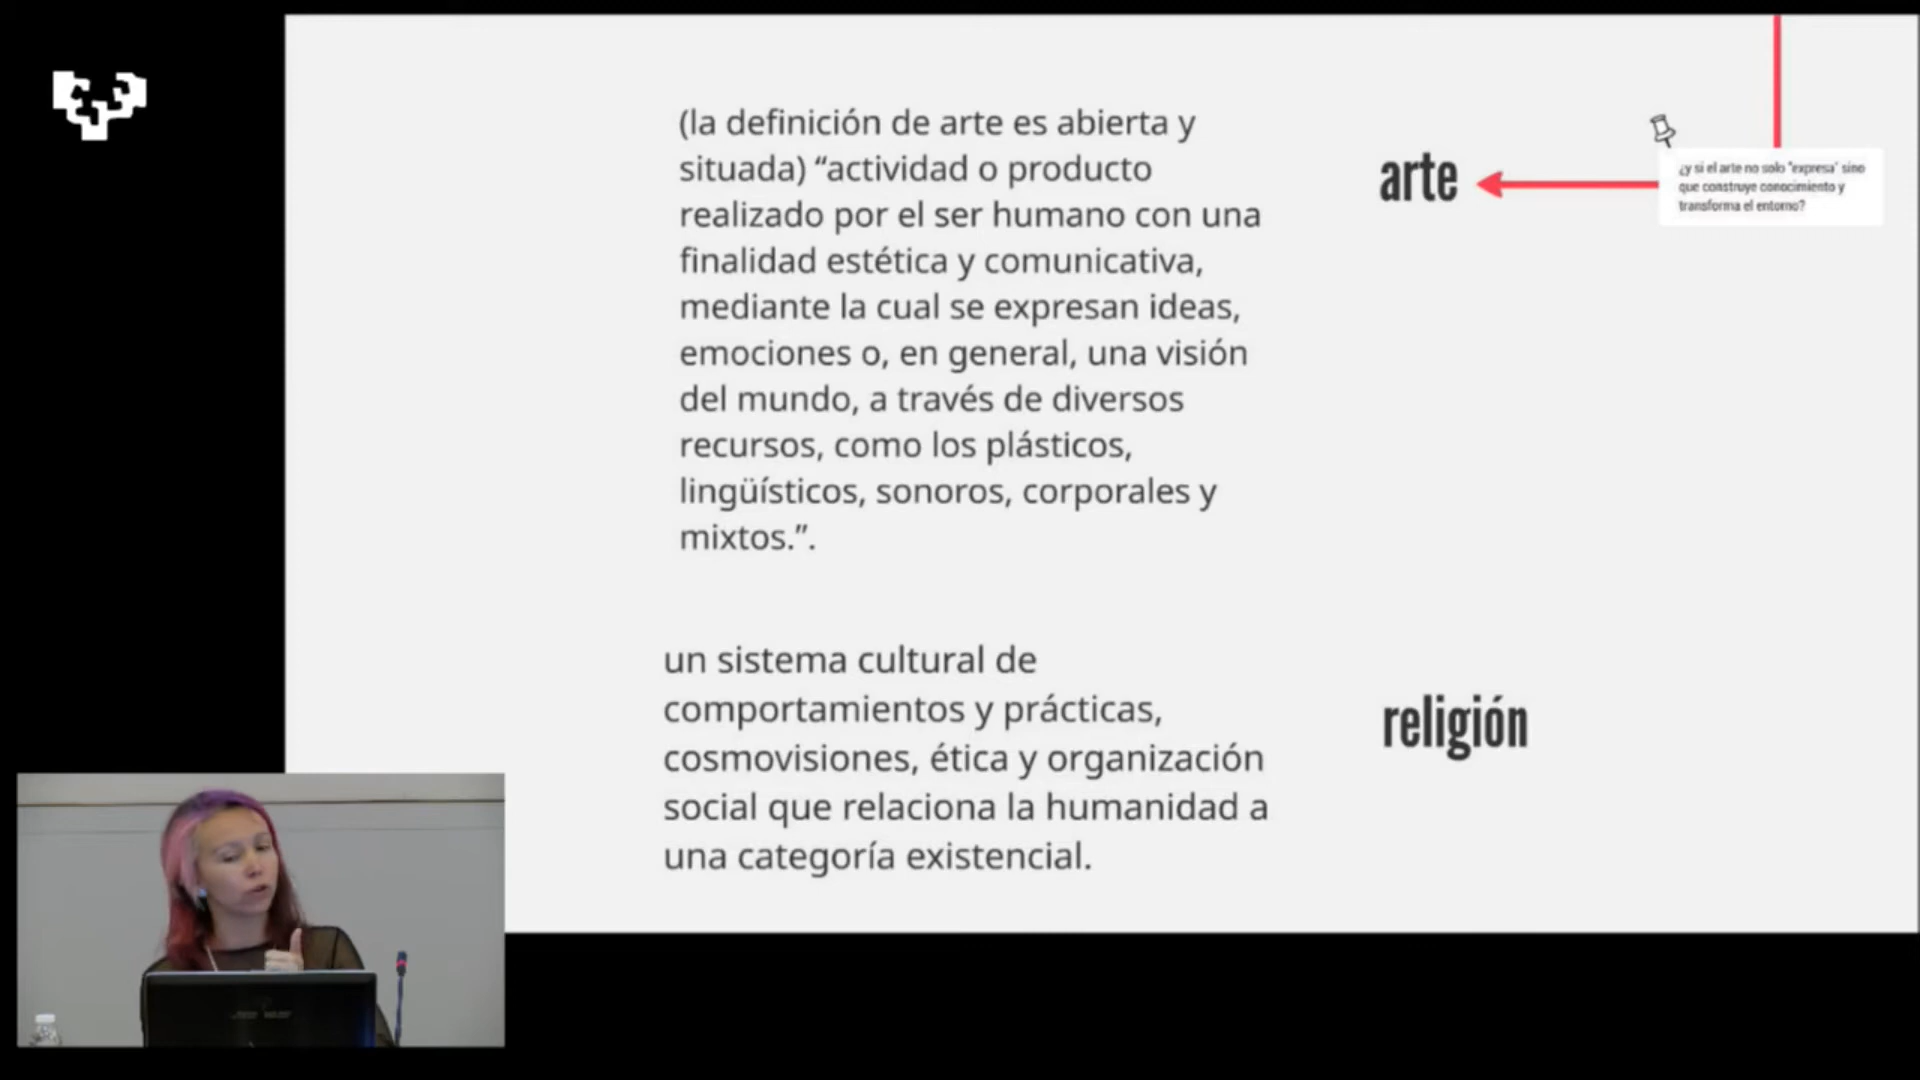 (la definición de arte es abierta y
situada) “actividad o producto
realizado por el ser humano con una
finalidad estética y comunicativa,
mediante la cual se expresan ideas,
emociones o, en general, una visión
del mundo, a través de diversos
recursos, como los plásticos,
lingüísticos, sonoros, corporales y
mixtos.”.
arte
¿y si el arte no solo "expresa" sino
que construye conocimiento y
transforma el entorno?
un sistema cultural de
comportamientos y prácticas,
cosmovisiones, ética y organización
social que relaciona la humanidad a
una categoría existencial.
religión